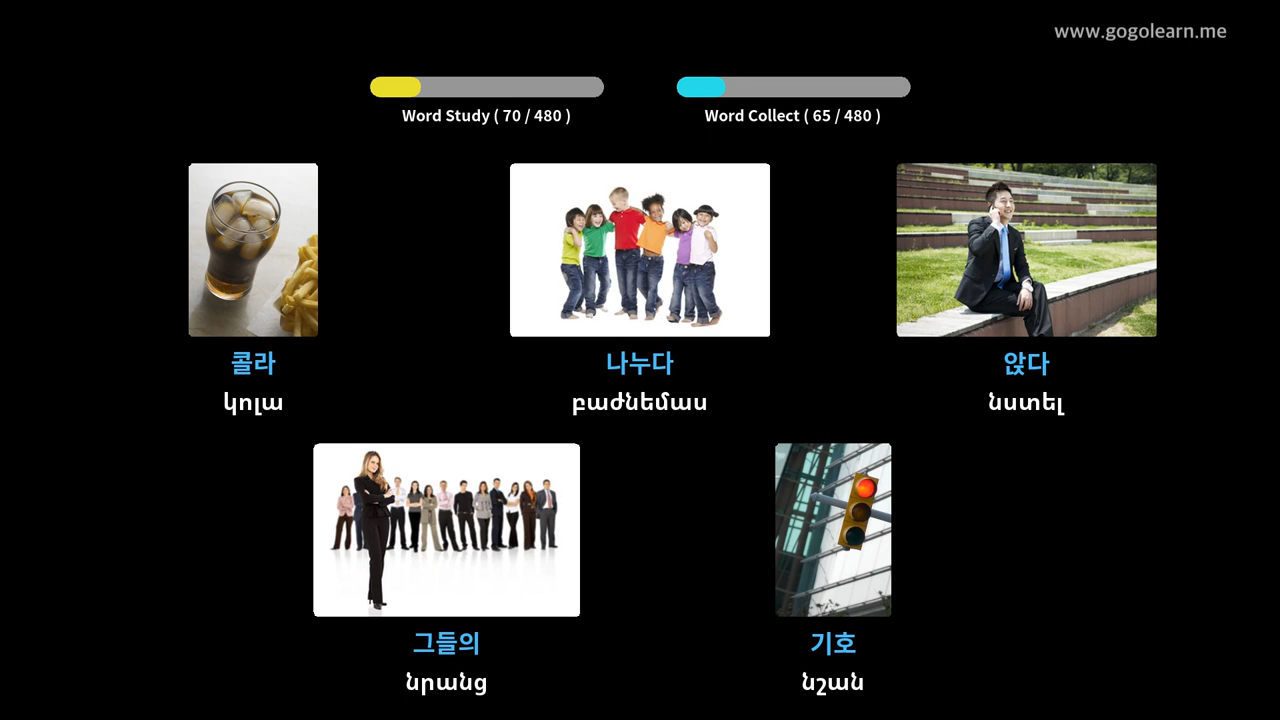 www.gogolearn.me
Word Study ( 70 / 480 )
Word Collect ( 65 / 480 )
콜라
կոլա
나누다
բաժնեմաս
앉다
նստել
그들의
նրանց
기호
նշան